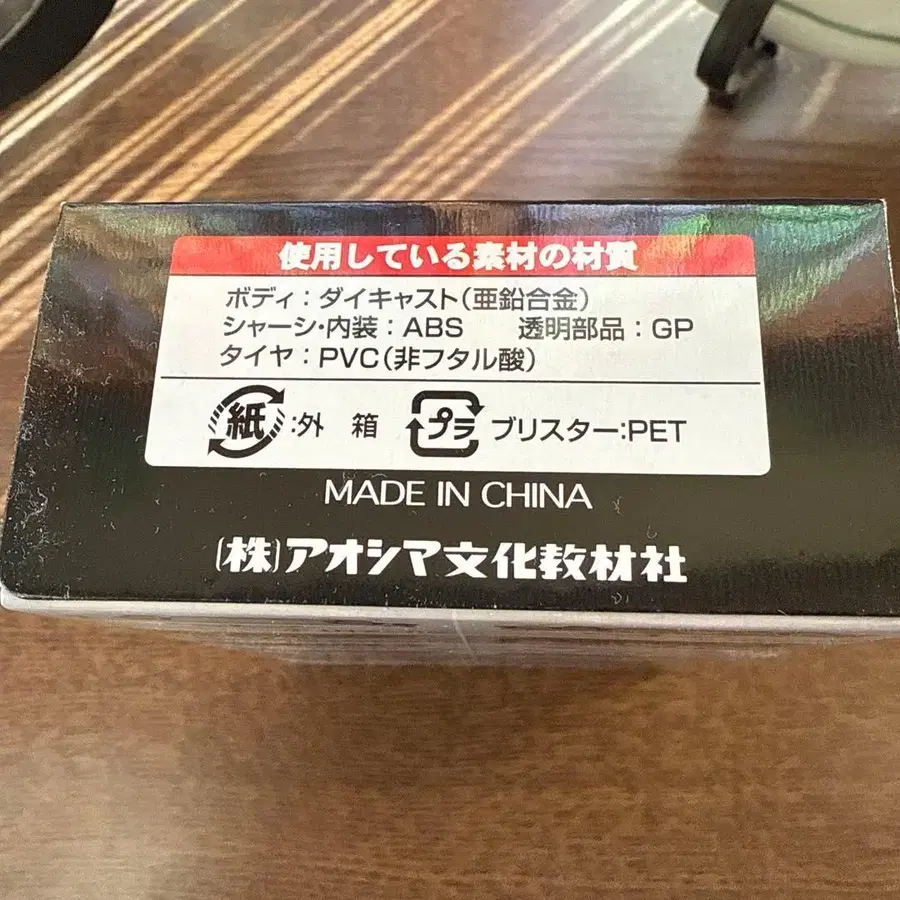 使用している素材の材質
ボディ:ダイキャスト(亜鉛合金)
シャーシ・内装:ABS 透明部品:GP
タイヤ:PVC(非フタル酸)
紙:外 箱 プラ ブリスター:PET
MADE IN CHINA
(株)アオシマ文化教材社